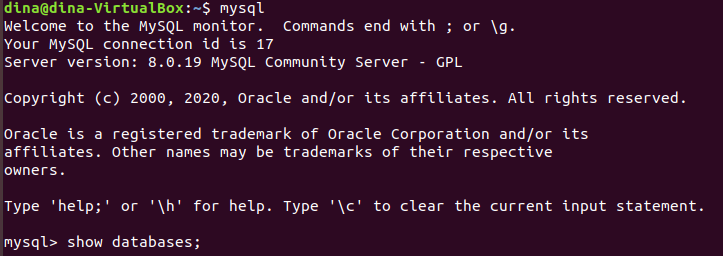 dina@dina-VirtualBox:~$ mysql
Welcome to the MySQL monitor.  Commands end with ; or \g.
Your MySQL connection id is 17
Server version: 8.0.19 MySQL Community Server - GPL

Copyright (c) 2000, 2020, Oracle and/or its affiliates. All rights reserved.

Oracle is a registered trademark of Oracle Corporation and/or its
affiliates. Other names may be trademarks of their respective
owners.

Type 'help;' or '\h' for help. Type '\c' to clear the current input statement.

mysql> show databases;